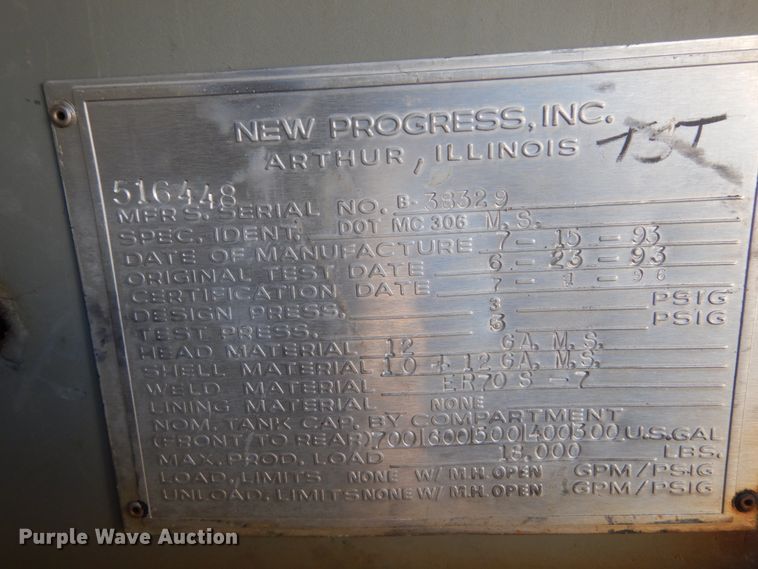 NEW PROGRESS, INC.
ARTHUR, ILLINOIS
TST
516448
MFR'S. SERIAL NO. B-38329
SPEC. IDENT. DOT MC 306 M.S.
DATE OF MANUFACTURE 7-15-93
ORIGINAL TEST DATE 6-23-93
CERTIFICATION DATE 7-1-96
DESIGN PRESS. 3 PSIG
TEST PRESS. 3 PSIG
HEAD MATERIAL 12 GA. M.S.
SHELL MATERIAL 10 + 12 GA. M.S.
WELD MATERIAL ER70S-7
LINING MATERIAL NONE
NOM. TANK CAP. BY COMPARTMENT
(FRONT TO REAR) 700|600|500|400|300 U.S.GAL
MAX. PROD. LOAD 18,000 LBS.
LOAD, LIMITS NONE W/ M.H. OPEN GPM/PSIG
UNLOAD, LIMITS NONE W/ M.H. OPEN GPM/PSIG
Purple Wave Auction